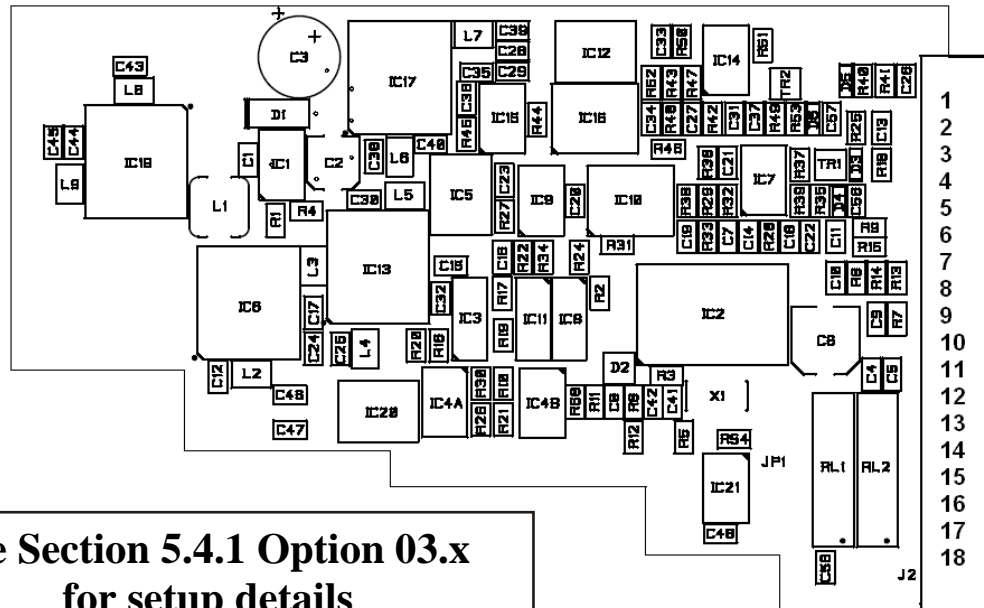 L7
C39
C28
C29
IC12
C33
R50
IC14
R51
C3
IC17
C35
C36
R45
IC15
R44
IC16
R52
R43
R47
TR2
D5
R40
R41
C26
C43
L8
D1
C34
R48
C27
R42
C31
C37
R49
R53
C57
R25
C13
C45
C44
IC19
C1
IC1
C2
C38
L6
C40
R46
L9
L1
R1
R4
C30
L5
IC5
C23
R27
IC9
C20
IC10
R36
C21
IC7
R37
TR1
D3
R18
R38
R29
R32
R39
R35
D4
C56
C19
R33
C7
C14
R28
C18
C22
C11
R9
R15
IC6
L3
IC13
C15
C16
R22
R34
R24
R31
C10
R6
R14
R13
C17
C32
IC3
R17
R19
IC11
IC8
R2
IC2
C9
R7
C24
C25
L4
R20
R16
C12
L2
C46
C47
IC20
IC4A
R30
R10
R26
R21
IC4B
D2
R3
R11
C42
C41
X1
C4
C5
R12
R5
R54
JP1
IC21
RL1
RL2
C58
J2
1
2
3
4
5
6
7
8
9
10
11
12
13
14
15
16
17
18
Section 5.4.1 Option 03.x
for setup details